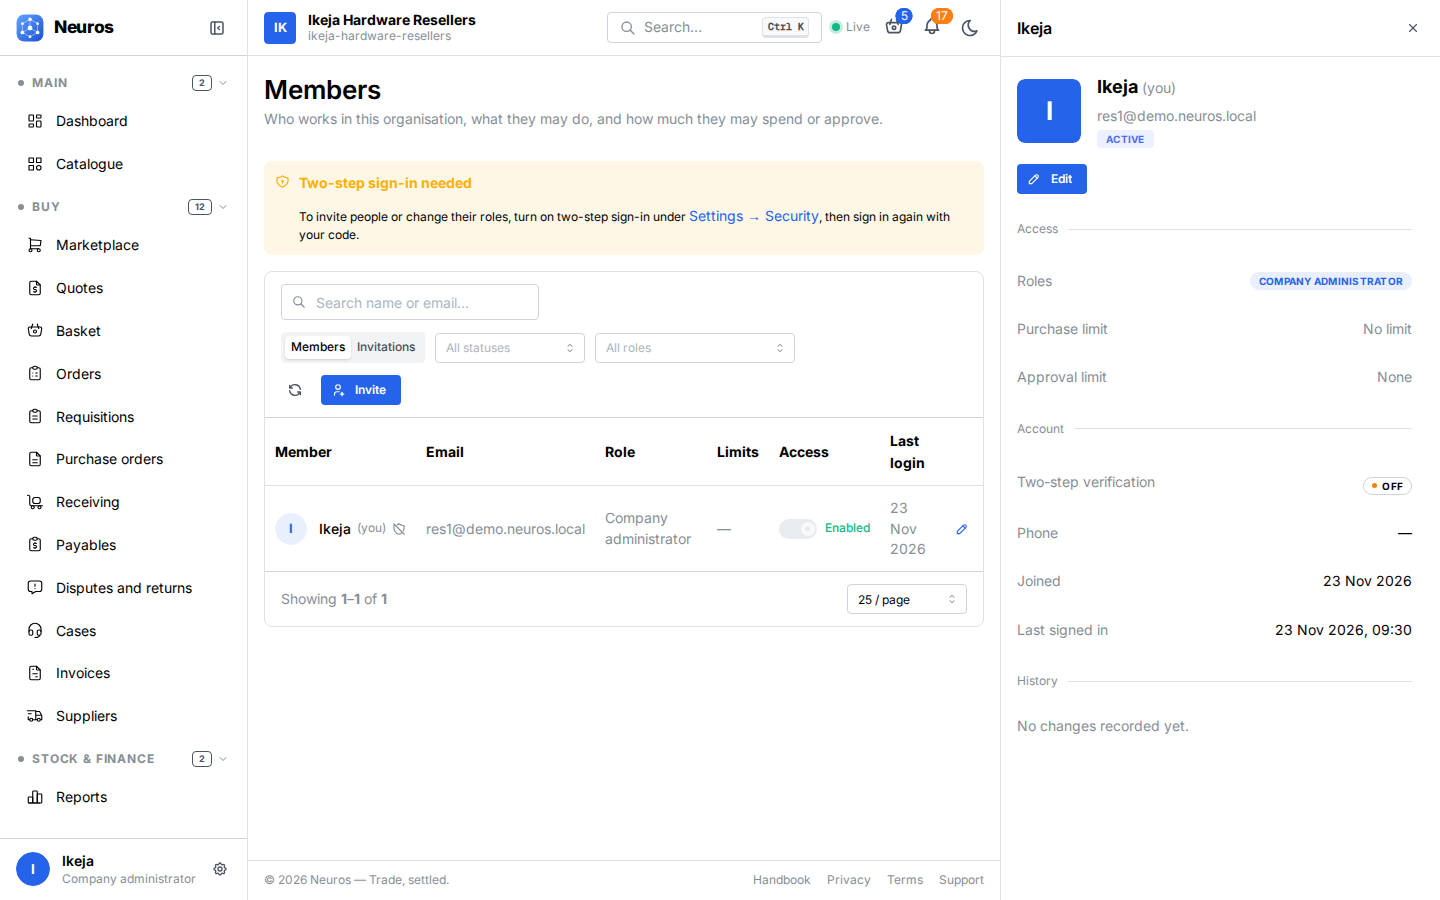 Neuros
MAIN
2
Dashboard
Catalogue
BUY
12
Marketplace
Quotes
Basket
Orders
Requisitions
Purchase orders
Receiving
Payables
Disputes and returns
Cases
Invoices
Suppliers
STOCK & FINANCE
2
Reports
I
Ikeja
Company administrator
IK
Ikeja Hardware Resellers
ikeja-hardware-resellers
Search...
Ctrl K
Live
5
17
Members
Who works in this organisation, what they may do, and how much they may spend or approve.
Two-step sign-in needed
To invite people or change their roles, turn on two-step sign-in under Settings → Security, then sign in again with
your code.
Search name or email...
Members
Invitations
All statuses
All roles
Invite
Member
Email
Role
Limits
Access
Last
login
I
Ikeja (you)
res1@demo.neuros.local
Company
administrator
—
Enabled
23
Nov
2026
Showing 1–1 of 1
25 / page
© 2026 Neuros — Trade, settled.
Handbook
Privacy
Terms
Support
Ikeja
I
Ikeja (you)
res1@demo.neuros.local
ACTIVE
Edit
Access
Roles
COMPANY ADMINISTRATOR
Purchase limit
No limit
Approval limit
None
Account
Two-step verification
OFF
Phone
—
Joined
23 Nov 2026
Last signed in
23 Nov 2026, 09:30
History
No changes recorded yet.